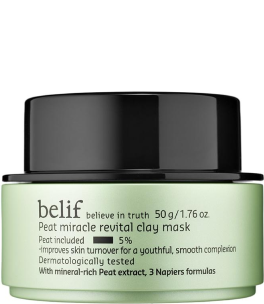 belif believe in truth 50 g / 1.76 oz.
Peat miracle revital clay mask
Peat included 5%
-improves skin turnover for a youthful, smooth complexion
Dermatologically tested
With mineral-rich Peat extract, 3 Napiers formulas